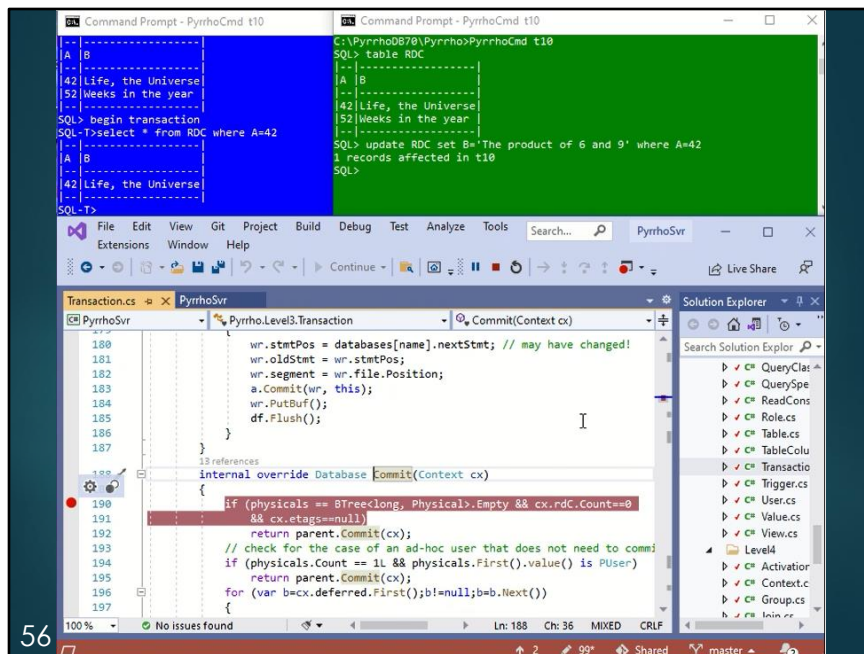 Command Prompt - PyrrhoCmd t10
|--|------------------|
|A |B                 |
|--|------------------|
|42|Life, the Universe|
|52|Weeks in the year |
|--|------------------|
SQL> begin transaction
SQL-T>select * from RDC where A=42
|--|------------------|
|A |B                 |
|--|------------------|
|42|Life, the Universe|
|--|------------------|
SQL-T>
Command Prompt - PyrrhoCmd t10
C:\PyrrhoDB70\Pyrrho>PyrrhoCmd t10
SQL> table RDC
|--|------------------|
|A |B                 |
|--|------------------|
|42|Life, the Universe|
|52|Weeks in the year |
|--|------------------|
SQL> update RDC set B='The product of 6 and 9' where A=42
1 records affected in t10
SQL>
File Edit View Git Project Build Debug Test Analyze Tools Search... PyrrhoSvr
Extensions Window Help
Continue
Live Share
Transaction.cs PyrrhoSvr
PyrrhoSvr Pyrrho.Level3.Transaction Commit(Context cx)
179 {
180 wr.stmtPos = databases[name].nextStmt; // may have changed!
181 wr.oldStmt = wr.stmtPos;
182 wr.segment = wr.file.Position;
183 a.Commit(wr, this);
184 wr.PutBuf();
185 df.Flush();
186 }
187 }
13 references
188 internal override Database Commit(Context cx)
{
190 if (physicals == BTree<long, Physical>.Empty && cx.rdC.Count==0
191 && cx.etags==null)
192 return parent.Commit(cx);
193 // check for the case of an ad-hoc user that does not need to commi
194 if (physicals.Count == 1L && physicals.First().value() is PUser)
195 return parent.Commit(cx);
196 for (var b=cx.deferred.First();b!=null;b=b.Next())
197 {
100 % No issues found Ln: 188 Ch: 36 MIXED CRLF
Solution Explorer
Search Solution Explor
C# QueryClas
C# QuerySpe
C# ReadCons
C# Role.cs
C# Table.cs
C# TableColu
C# Transactio
C# Trigger.cs
C# User.cs
C# Value.cs
C# View.cs
Level4
C# Activation
C# Context.c
C# Group.cs
C# Join.cs
2 99* Shared master 2
56